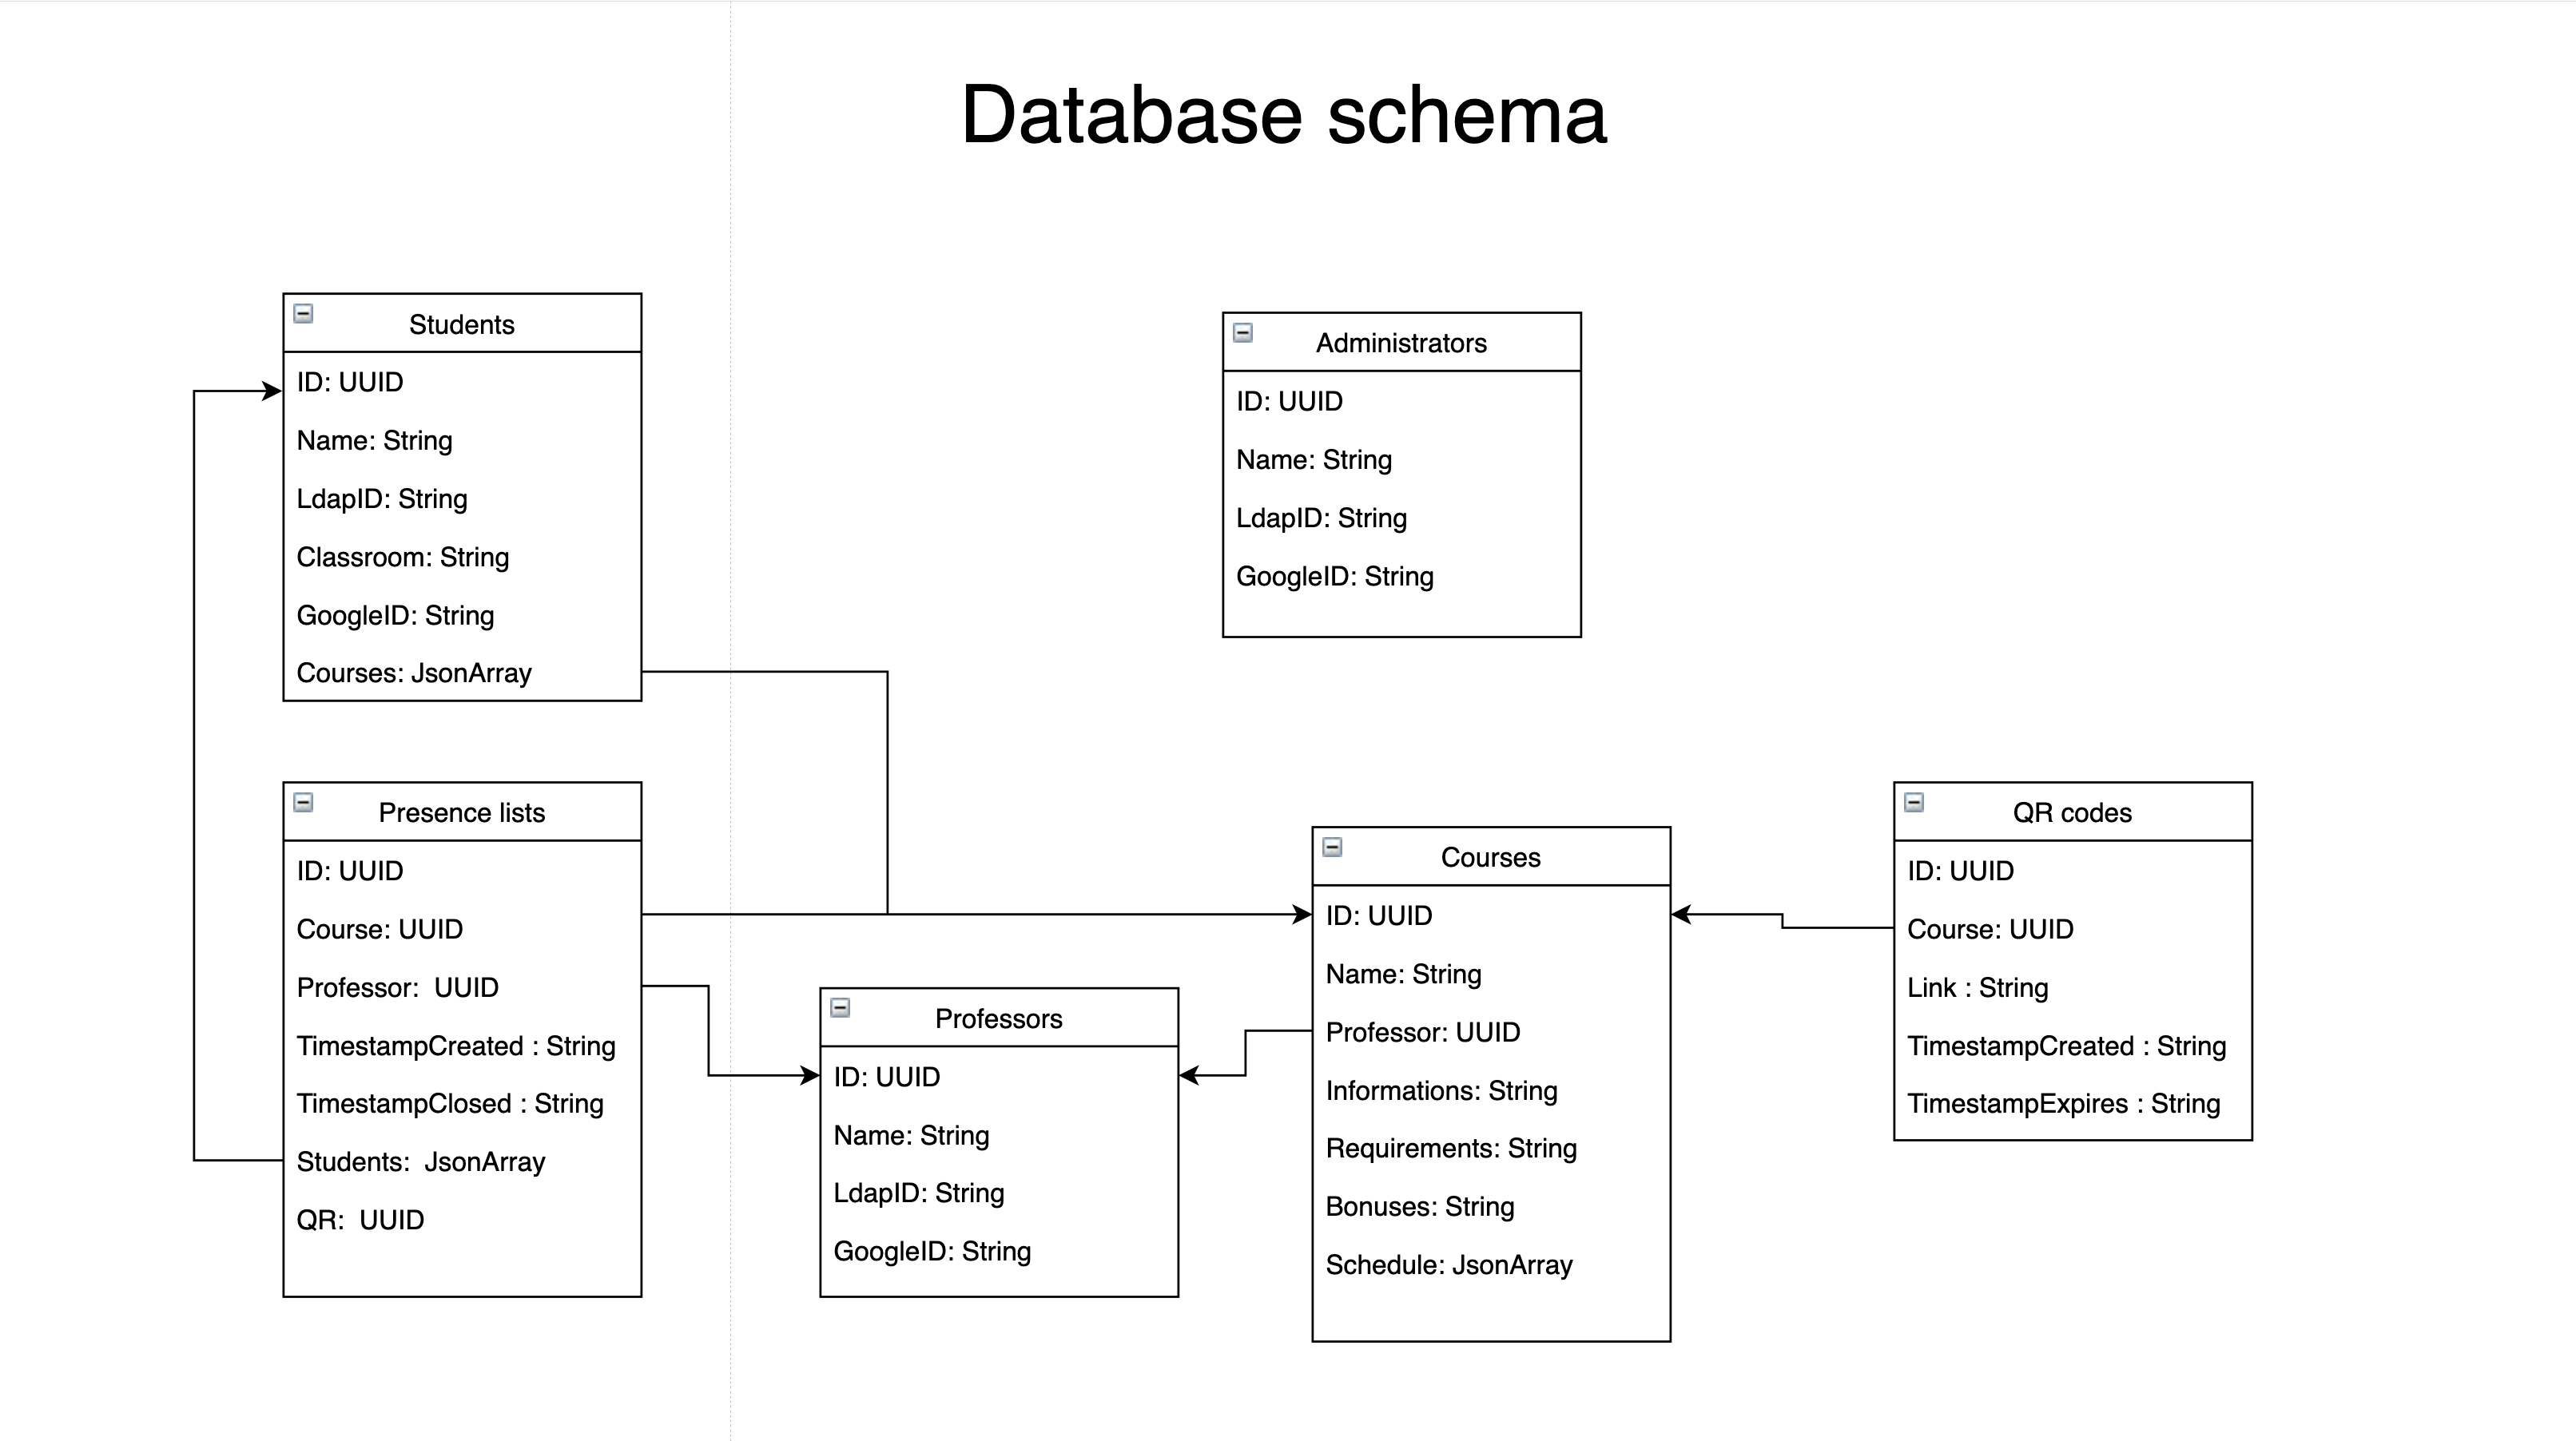 Database schema
Students
ID: UUID
Name: String
LdapID: String
Classroom: String
GoogleID: String
Courses: JsonArray
Administrators
ID: UUID
Name: String
LdapID: String
GoogleID: String
Presence lists
ID: UUID
Course: UUID
Professor:  UUID
TimestampCreated : String
TimestampClosed : String
Students:  JsonArray
QR:  UUID
Professors
ID: UUID
Name: String
LdapID: String
GoogleID: String
Courses
ID: UUID
Name: String
Professor: UUID
Informations: String
Requirements: String
Bonuses: String
Schedule: JsonArray
QR codes
ID: UUID
Course: UUID
Link : String
TimestampCreated : String
TimestampExpires : String